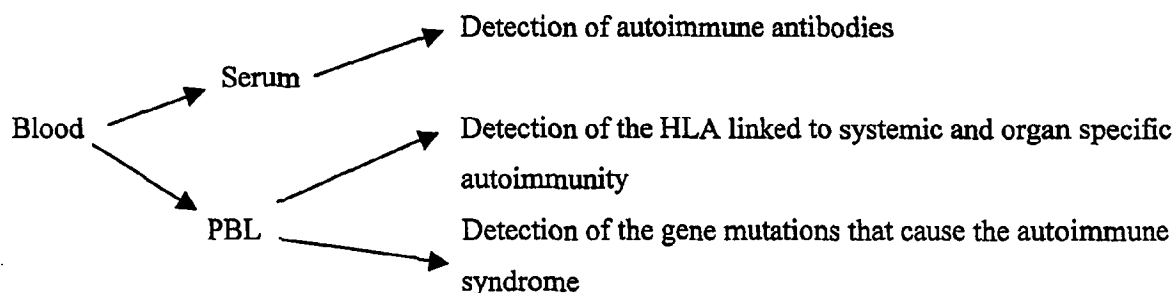 Detection of autoimmune antibodies
Serum
Blood
Detection of the HLA linked to systemic and organ specific
autoimmunity
PBL
Detection of the gene mutations that cause the autoimmune
syndrome